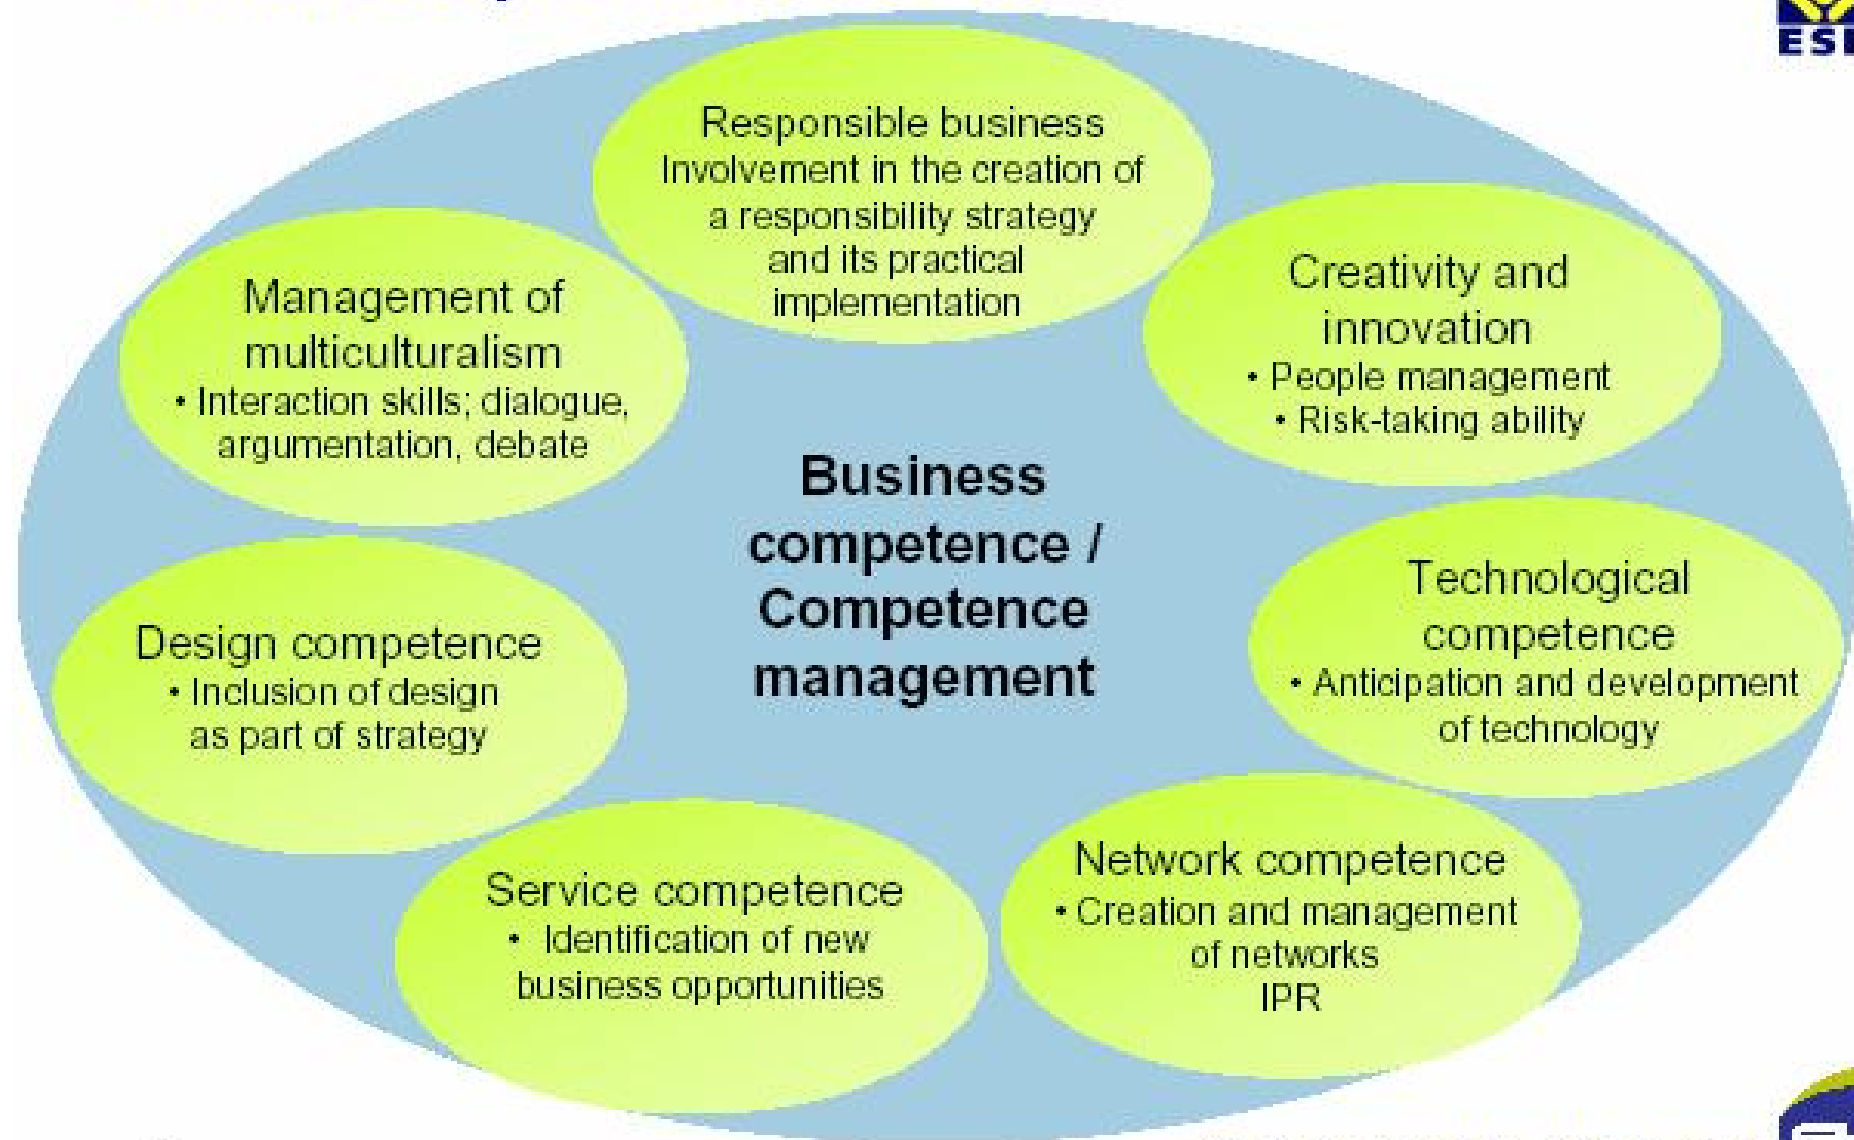 Responsible business
Involvement in the creation of
a responsibility strategy
and its practical
implementation
Creativity and
innovation
• People management
• Risk-taking ability
Technological
competence
• Anticipation and development
of technology
Network competence
• Creation and management
of networks
IPR
Service competence
• Identification of new
business opportunities
Design competence
• Inclusion of design
as part of strategy
Management of
multiculturalism
• Interaction skills; dialogue,
argumentation, debate
Business
competence /
Competence
management